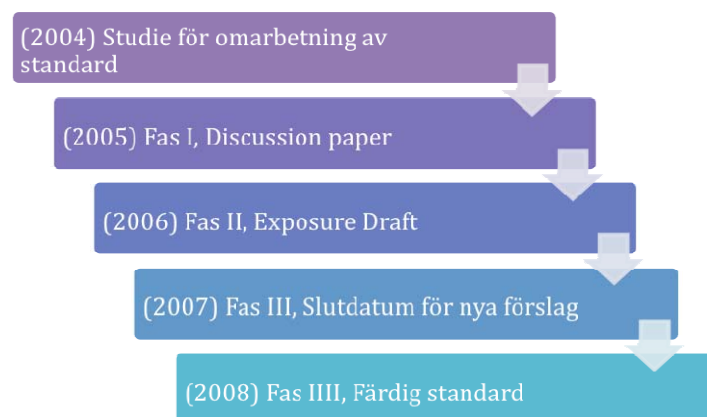 (2004) Studie för omarbetning av
standard
(2005) Fas I, Discussion paper
(2006) Fas II, Exposure Draft
(2007) Fas III, Slutdatum för nya förslag
(2008) Fas IIII, Färdig standard